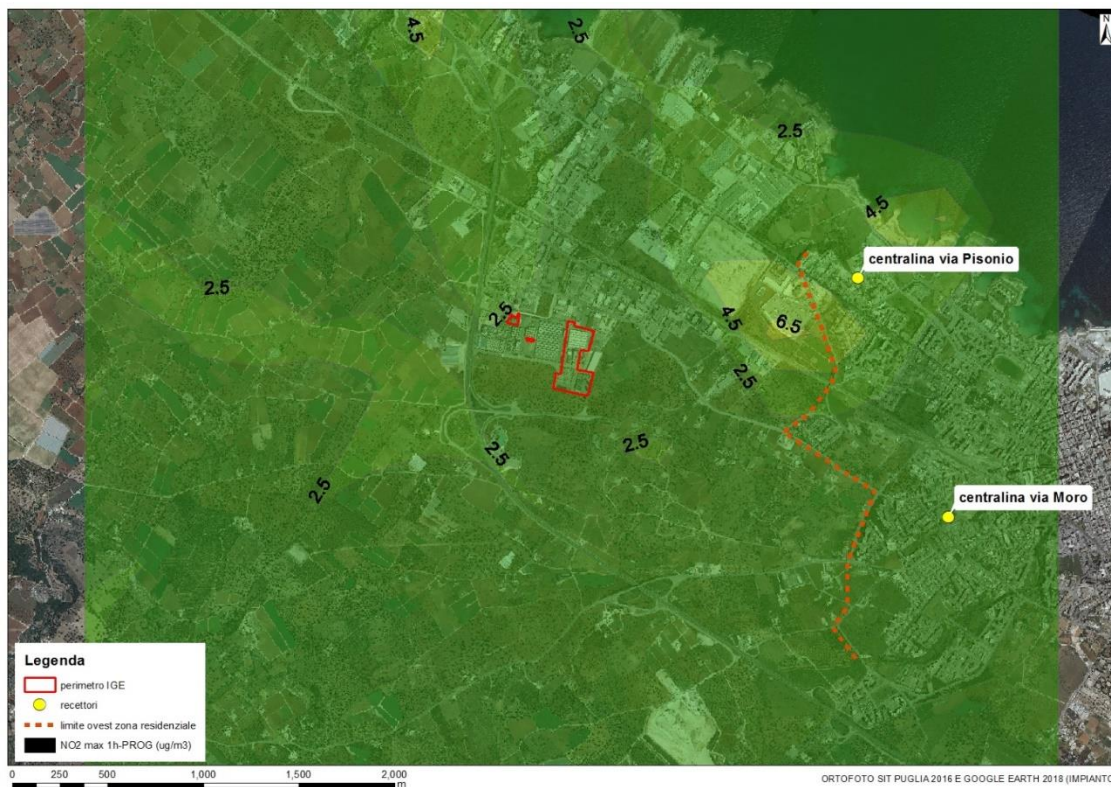 N
4.5
2.5
2.5
4.5
centralina via Pisonio
2.5
2.5
4.5
6.5
2.5
2.5
2.5
2.5
centralina via Moro
Legenda
perimetro IGE
recettori
limite ovest zona residenziale
NO2 max 1h-PROG (ug/m3)
0 250 500 1,000 1,500 2,000
m
ORTOFOTO SIT PUGLIA 2016 E GOOGLE EARTH 2018 (IMPIANTO